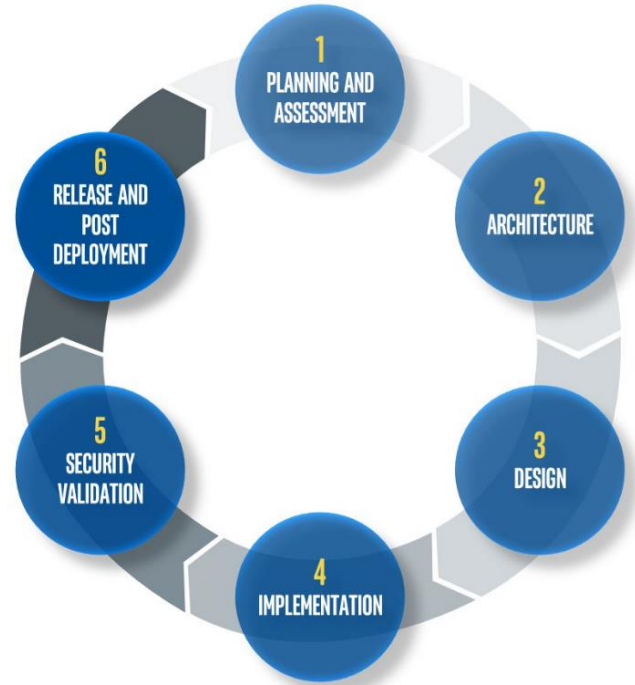 1
PLANNING AND
ASSESSMENT
2
ARCHITECTURE
3
DESIGN
4
IMPLEMENTATION
5
SECURITY
VALIDATION
6
RELEASE AND
POST
DEPLOYMENT